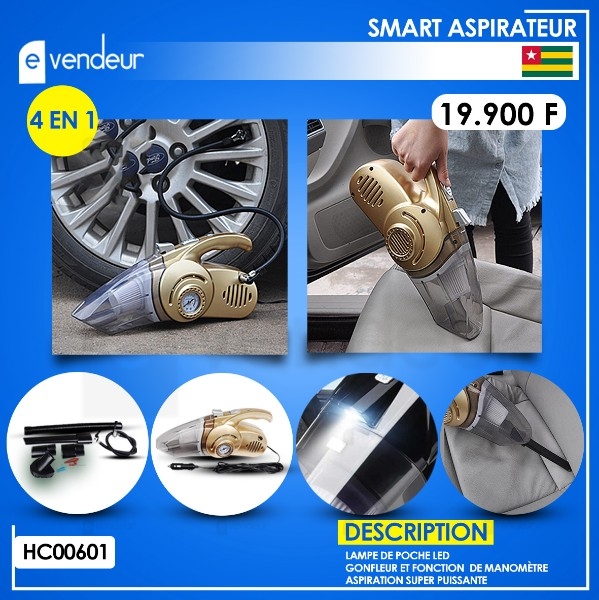 e vendeur
SMART ASPIRATEUR
4 EN 1
19.900 F
HC00601
DESCRIPTION
LAMPE DE POCHE LED
GONFLEUR ET FONCTION DE MANOMÈTRE
ASPIRATION SUPER PUISSANTE